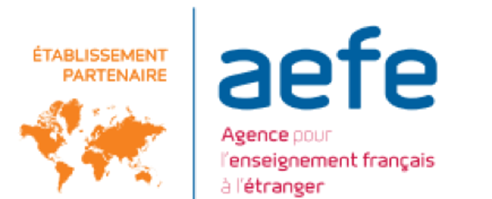 ÉTABLISSEMENT
PARTENAIRE
aefe
Agence pour
l'enseignement français
à l'étranger